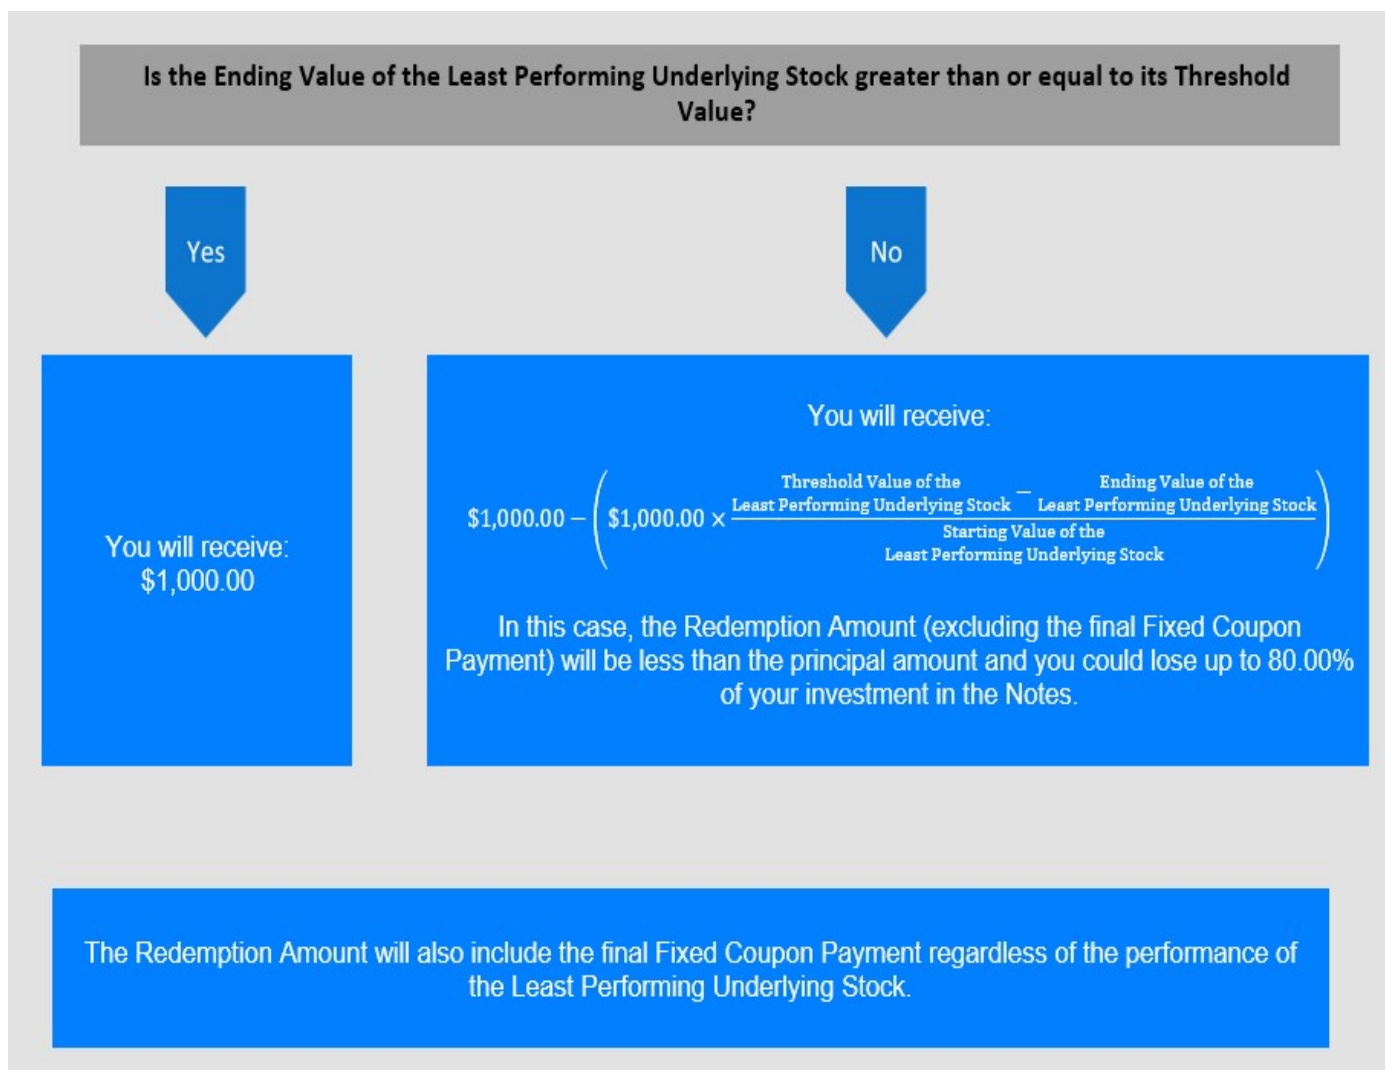 Is the Ending Value of the Least Performing Underlying Stock greater than or equal to its Threshold
Value?
Yes
No
You will receive:
$1,000.00
You will receive:
$1,000.00 − ( $1,000.00 × (Threshold Value of the Least Performing Underlying Stock − Ending Value of the Least Performing Underlying Stock) / Starting Value of the Least Performing Underlying Stock )
In this case, the Redemption Amount (excluding the final Fixed Coupon
Payment) will be less than the principal amount and you could lose up to 80.00%
of your investment in the Notes.
The Redemption Amount will also include the final Fixed Coupon Payment regardless of the performance of
the Least Performing Underlying Stock.